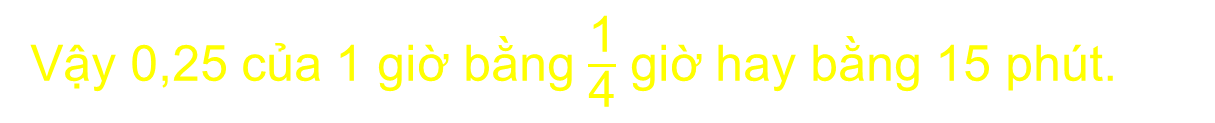 Vậy 0,25 của 1 giờ bằng 1/4 giờ hay bằng 15 phút.